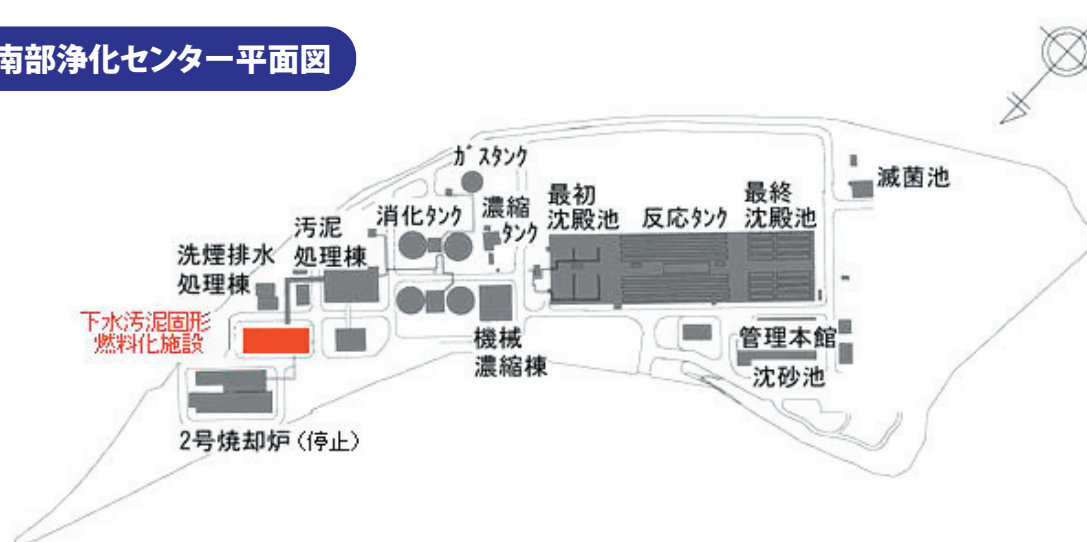 南部浄化センター平面図
ガスタンク
消化タンク
濃縮
タンク
最初
沈殿池
反応タンク
最終
沈殿池
滅菌池
汚泥
処理棟
洗煙排水
処理棟
下水汚泥固形
燃料化施設
機械
濃縮棟
管理本館
沈砂池
2号焼却炉（停止）